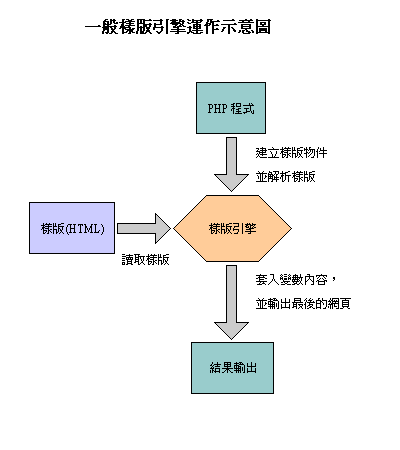 一般樣版引擎運作示意圖
PHP 程式
建立樣版物件
並解析樣版
樣版(HTML)
樣版引擎
讀取樣版
套入變數內容，
並輸出最後的網頁
結果輸出